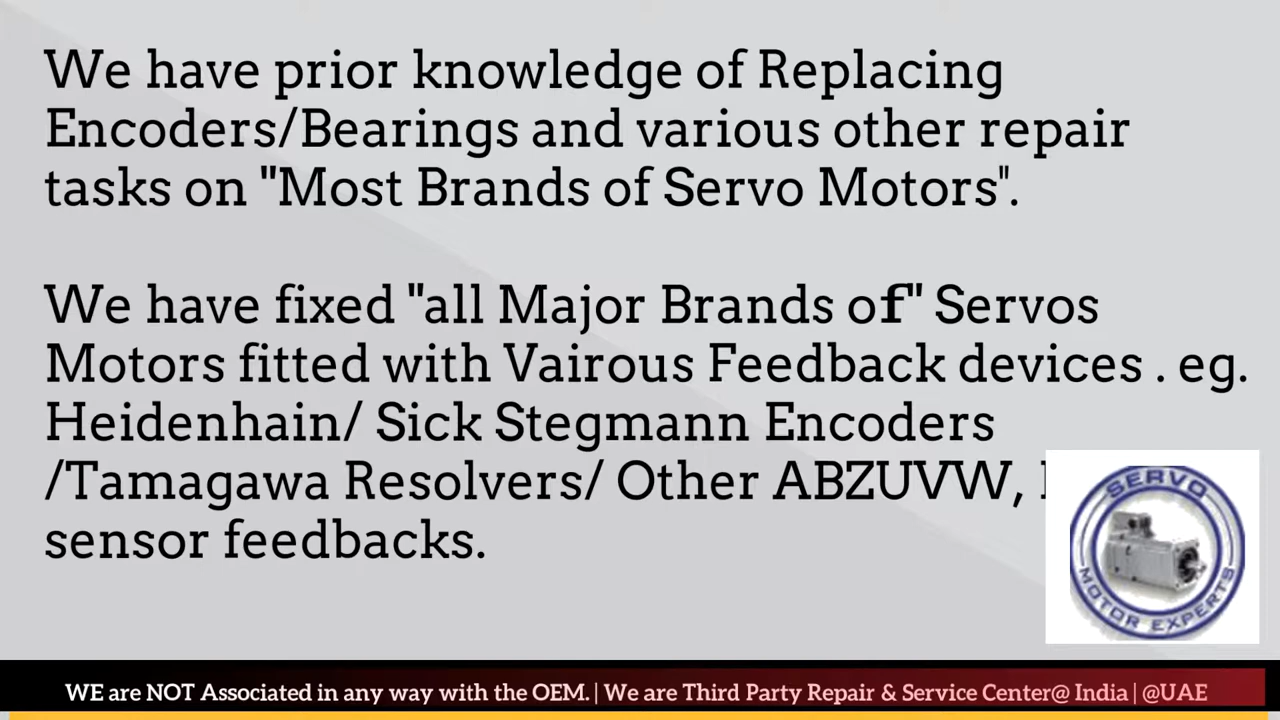 We have prior knowledge of Replacing
Encoders/Bearings and various other repair
tasks on "Most Brands of Servo Motors".
We have fixed "all Major Brands of" Servos
Motors fitted with Vairous Feedback devices . eg.
Heidenhain/ Sick Stegmann Encoders
/Tamagawa Resolvers/ Other ABZUVW,
sensor feedbacks.
SERVO
MOTOR EXPERTS
WE are NOT Associated in any way with the OEM. | We are Third Party Repair & Service Center@ India | @UAE